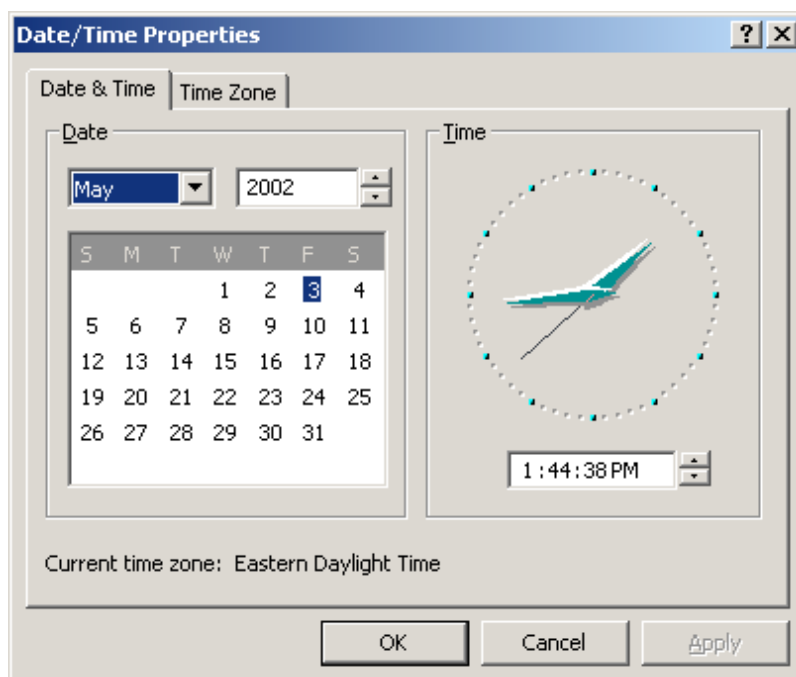 Date/Time Properties
Date & Time
Time Zone
Date
May
2002
S M T W T F S
1 2 3 4
5 6 7 8 9 10 11
12 13 14 15 16 17 18
19 20 21 22 23 24 25
26 27 28 29 30 31
Time
1:44:38 PM
Current time zone: Eastern Daylight Time
OK
Cancel
Apply